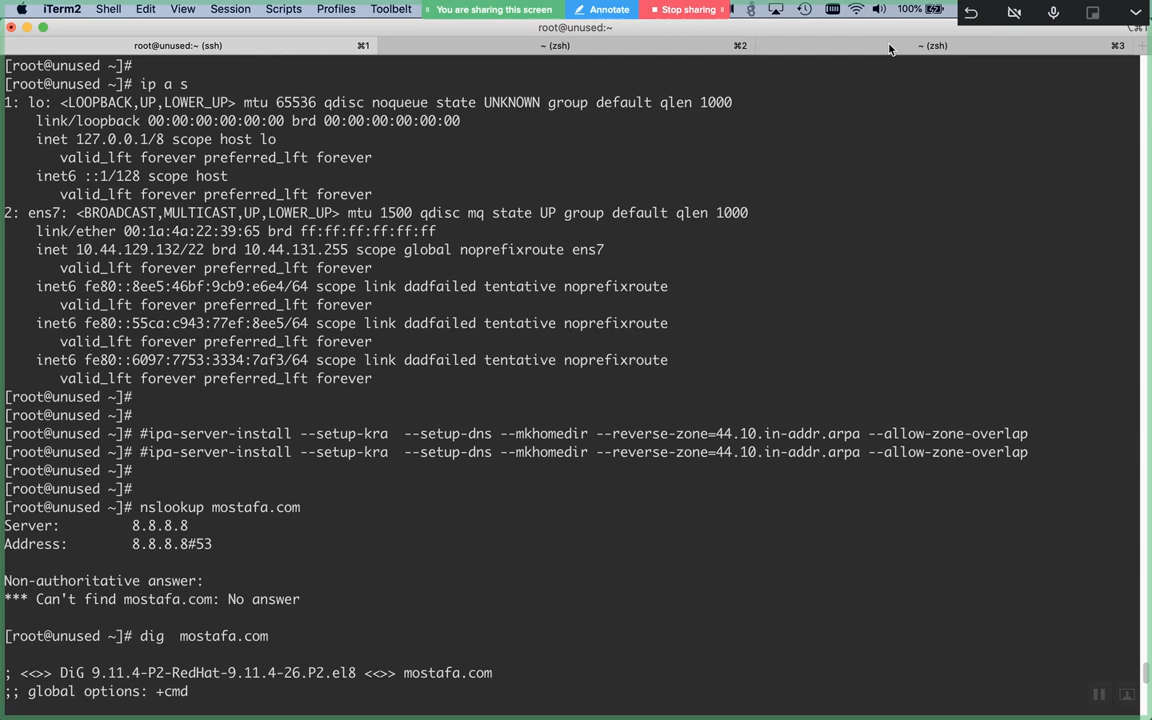 iTerm2 Shell Edit View Session Scripts Profiles Toolbelt You are sharing this screen Annotate Stop sharing 100%
root@unused:~
root@unused:~ (ssh) ⌘1 ~ (zsh) ⌘2 ~ (zsh) ⌘3
[root@unused ~]#
[root@unused ~]# ip a s
1: lo: <LOOPBACK,UP,LOWER_UP> mtu 65536 qdisc noqueue state UNKNOWN group default qlen 1000
link/loopback 00:00:00:00:00:00 brd 00:00:00:00:00:00
inet 127.0.0.1/8 scope host lo
valid_lft forever preferred_lft forever
inet6 ::1/128 scope host
valid_lft forever preferred_lft forever
2: ens7: <BROADCAST,MULTICAST,UP,LOWER_UP> mtu 1500 qdisc mq state UP group default qlen 1000
link/ether 00:1a:4a:22:39:65 brd ff:ff:ff:ff:ff:ff
inet 10.44.129.132/22 brd 10.44.131.255 scope global noprefixroute ens7
valid_lft forever preferred_lft forever
inet6 fe80::8ee5:46bf:9cb9:e6e4/64 scope link dadfailed tentative noprefixroute
valid_lft forever preferred_lft forever
inet6 fe80::55ca:c943:77ef:8ee5/64 scope link dadfailed tentative noprefixroute
valid_lft forever preferred_lft forever
inet6 fe80::6097:7753:3334:7af3/64 scope link dadfailed tentative noprefixroute
valid_lft forever preferred_lft forever
[root@unused ~]#
[root@unused ~]#
[root@unused ~]# #ipa-server-install --setup-kra  --setup-dns --mkhomedir --reverse-zone=44.10.in-addr.arpa --allow-zone-overlap
[root@unused ~]# #ipa-server-install --setup-kra  --setup-dns --mkhomedir --reverse-zone=44.10.in-addr.arpa --allow-zone-overlap
[root@unused ~]#
[root@unused ~]#
[root@unused ~]# nslookup mostafa.com
Server: 8.8.8.8
Address: 8.8.8.8#53
Non-authoritative answer:
*** Can't find mostafa.com: No answer
[root@unused ~]# dig  mostafa.com
; <<>> DiG 9.11.4-P2-RedHat-9.11.4-26.P2.el8 <<>> mostafa.com
;; global options: +cmd